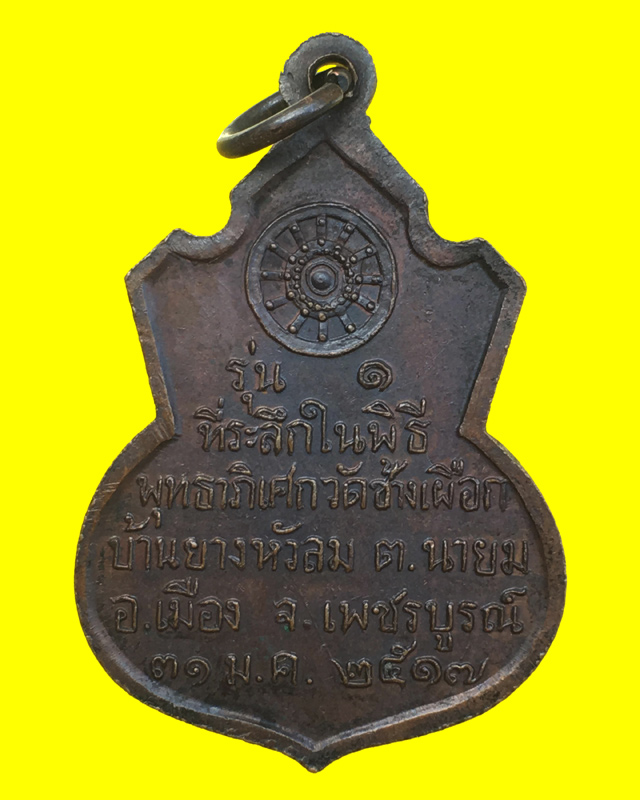 รุ่น ๑
ที่ระลึกในพิธี
พุทธาภิเศกวัดช้างเผือก
บ้านยางหัวลม ต.นายม
อ.เมือง จ.เพชรบูรณ์
๓๑ ม.ค. ๒๕๑๗